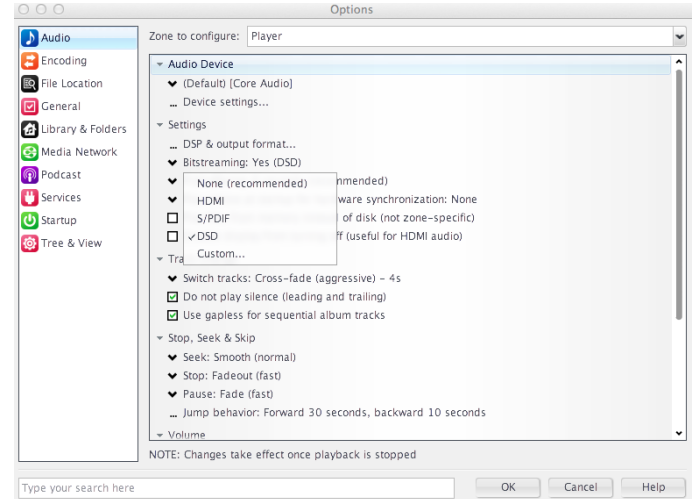 Options
Audio
Encoding
File Location
General
Library & Folders
Media Network
Podcast
Services
Startup
Tree & View
Zone to configure: Player
Audio Device
(Default) [Core Audio]
... Device settings...
Settings
... DSP & output format...
Bitstreaming: Yes (DSD)
None (recommended)
HDMI
S/PDIF
✓DSD
Custom...
mmended)
ware synchronization: None
of disk (not zone-specific)
ff (useful for HDMI audio)
Tra
Switch tracks: Cross-fade (aggressive) - 4s
Do not play silence (leading and trailing)
Use gapless for sequential album tracks
Stop, Seek & Skip
Seek: Smooth (normal)
Stop: Fadeout (fast)
Pause: Fade (fast)
... Jump behavior: Forward 30 seconds, backward 10 seconds
Volume
NOTE: Changes take effect once playback is stopped
Type your search here
OK
Cancel
Help